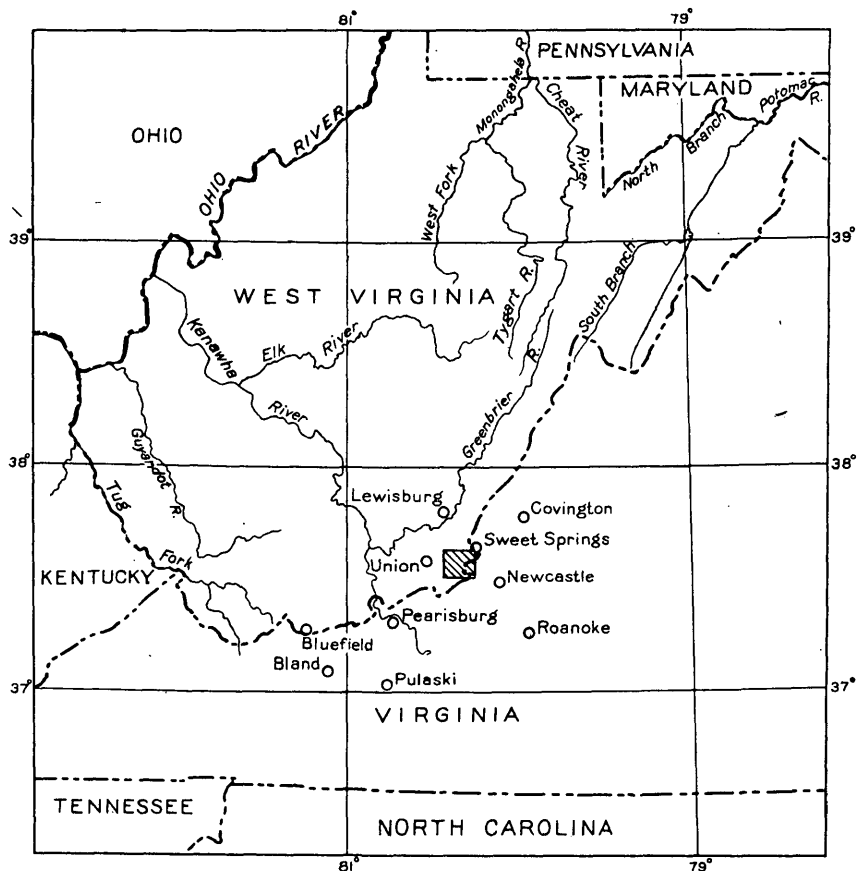 81°
79°
PENNSYLVANIA
MARYLAND
OHIO
OHIO RIVER
Monongahela R.
Cheat River
Potomac R.
North Branch
West Fork
39°
39°
WEST VIRGINIA
Tygart R.
South Branch
Kanawha River
Elk River
Greenbrier R.
38°
38°
Guyandot R.
Tug Fork
Lewisburg
Covington
Sweet Springs
Union
Newcastle
KENTUCKY
Pearisburg
Roanoke
Bluefield
Bland
Pulaski
37°
37°
VIRGINIA
TENNESSEE
NORTH CAROLINA
81°
79°